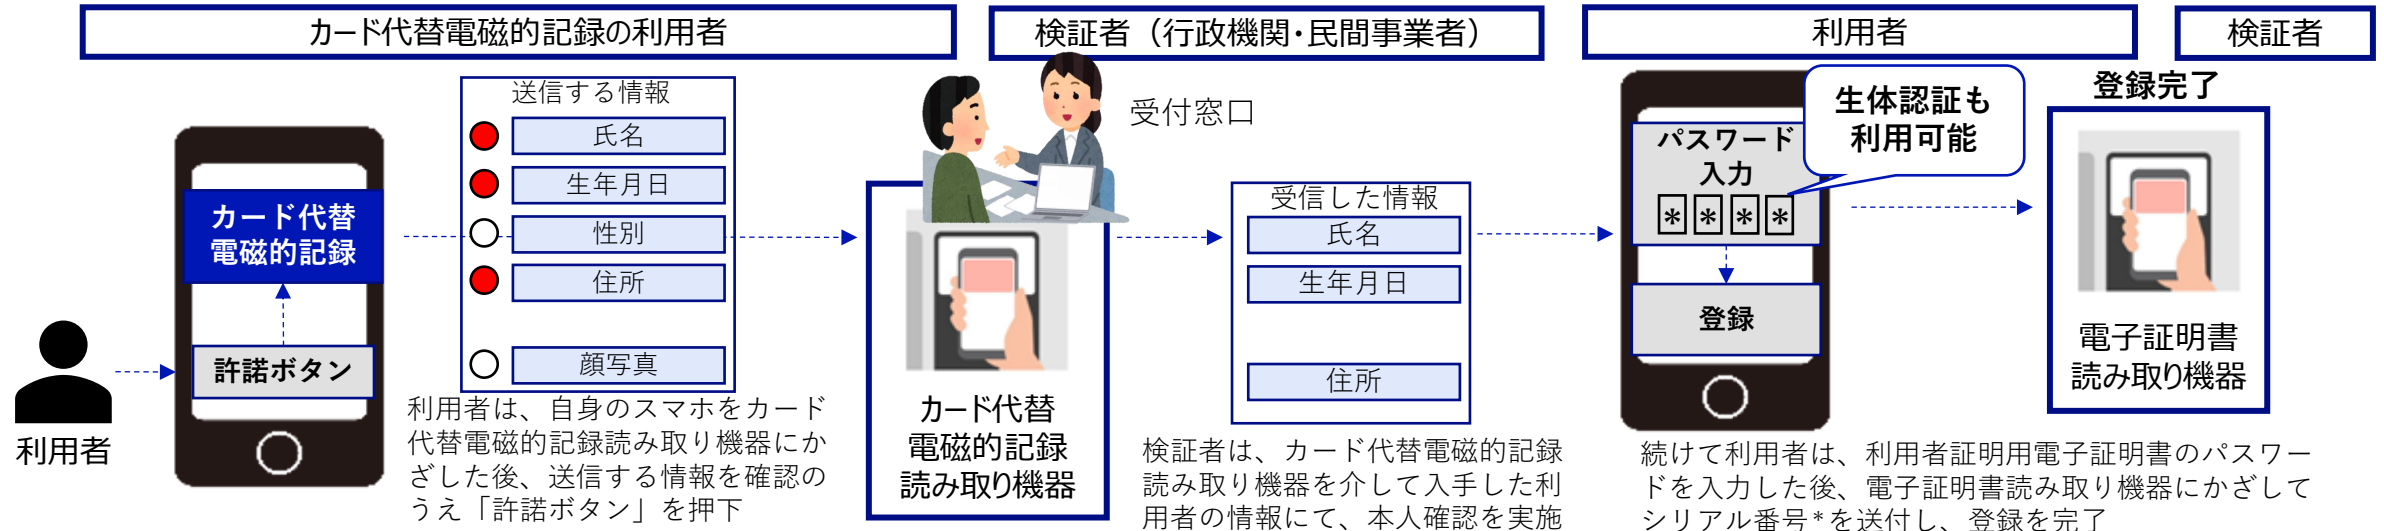 カード代替電磁的記録の利用者
検証者（行政機関・民間事業者）
利用者
検証者
利用者
カード代替
電磁的記録
許諾ボタン
送信する情報
氏名
生年月日
性別
住所
顔写真
利用者は、自身のスマホをカード
代替電磁的記録読み取り機器にか
ざした後、送信する情報を確認の
うえ「許諾ボタン」を押下
受付窓口
カード代替
電磁的記録
読み取り機器
受信した情報
氏名
生年月日
住所
検証者は、カード代替電磁的記録
読み取り機器を介して入手した利
用者の情報にて、本人確認を実施
パスワード
入力
＊＊＊＊
登録
生体認証も
利用可能
登録完了
電子証明書
読み取り機器
続けて利用者は、利用者証明用電子証明書のパスワー
ドを入力した後、電子証明書読み取り機器にかざして
シリアル番号*を送付し、登録を完了